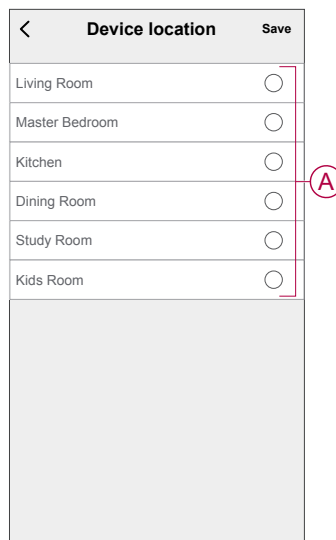 Device location Save
Living Room
Master Bedroom
Kitchen
A
Dining Room
Study Room
Kids Room